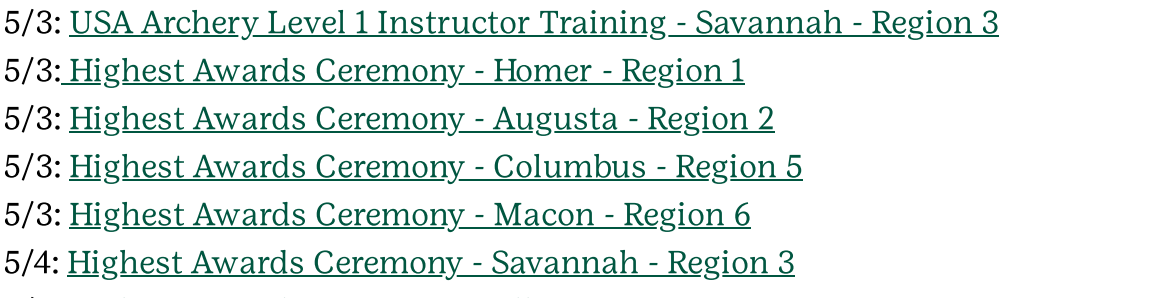 5/3: USA Archery Level 1 Instructor Training - Savannah - Region 3
5/3: Highest Awards Ceremony - Homer - Region 1
5/3: Highest Awards Ceremony - Augusta - Region 2
5/3: Highest Awards Ceremony - Columbus - Region 5
5/3: Highest Awards Ceremony - Macon - Region 6
5/4: Highest Awards Ceremony - Savannah - Region 3